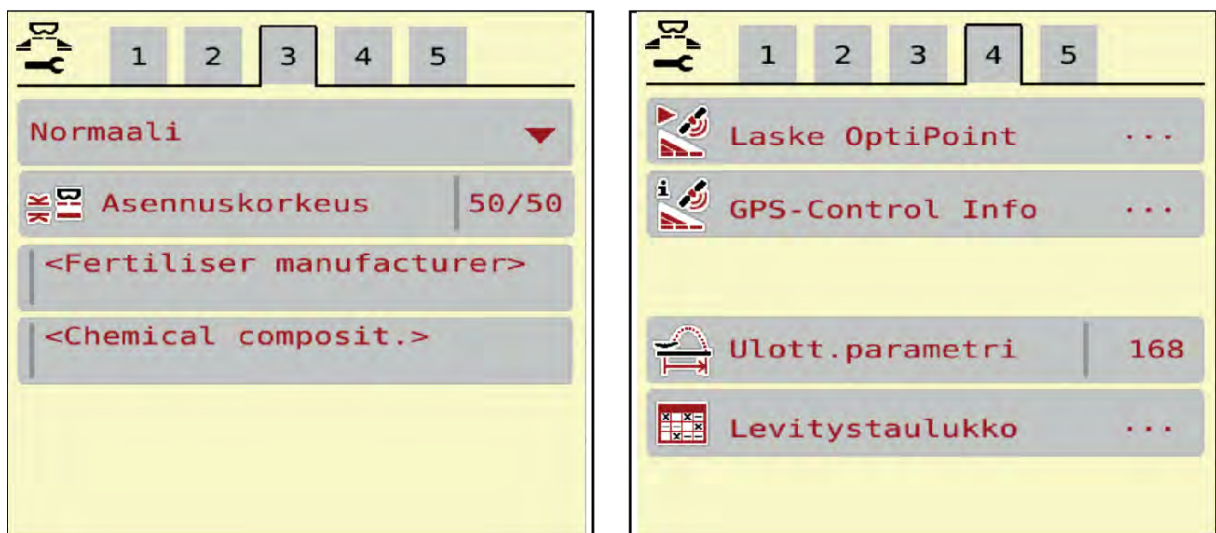 1 2 3 4 5
Normaali
Asennuskorkeus 50/50
<Fertiliser manufacturer>
<Chemical composit.>
1 2 3 4 5
Laske OptiPoint ...
GPS-Control Info ...
Ulott.parametri 168
Levitystaulukko ...